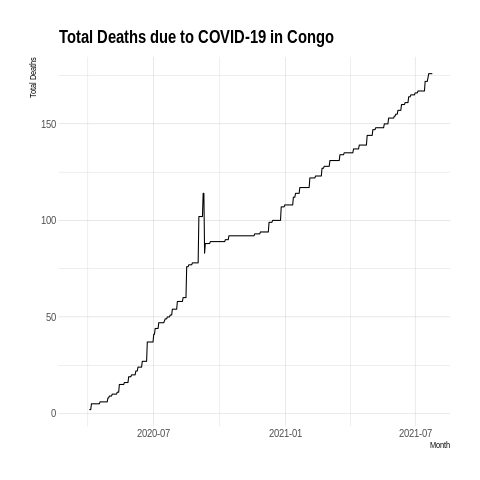 Total Deaths due to COVID-19 in Congo
Total Deaths
150
100
50
0
2020-07
2021-01
2021-07
Month